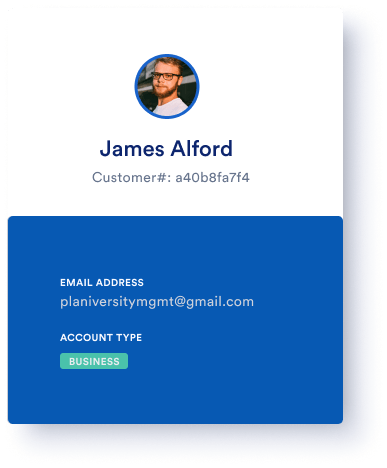 James Alford
Customer#: a40b8fa7f4
EMAIL ADDRESS
planiversitymgmt@gmail.com
ACCOUNT TYPE
BUSINESS